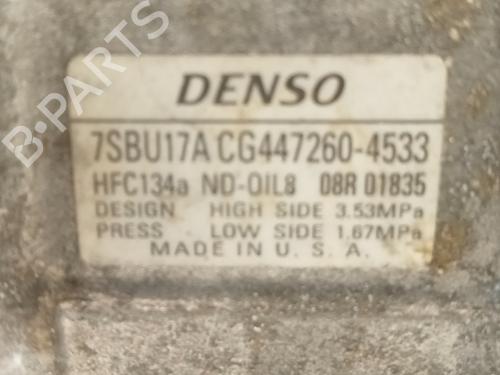 DENSO
7SBU17A CG447260-4533
HFC134a ND-OIL8 08R 01835
DESIGN HIGH SIDE 3.53MPa
PRESS LOW SIDE 1.67MPa
MADE IN U.S.A.
B-PARTS